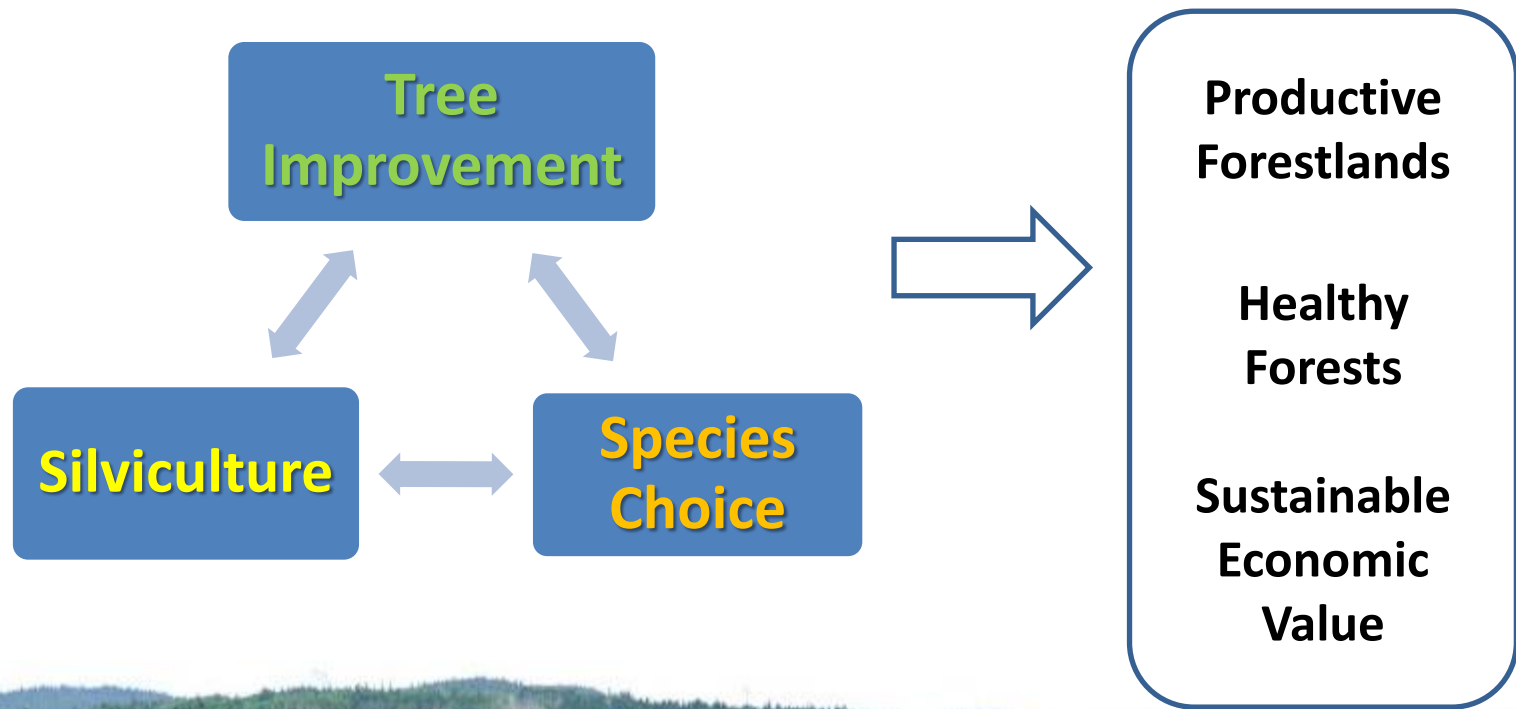 Tree
Improvement
Silviculture
Species
Choice
Productive
Forestlands
Healthy
Forests
Sustainable
Economic
Value